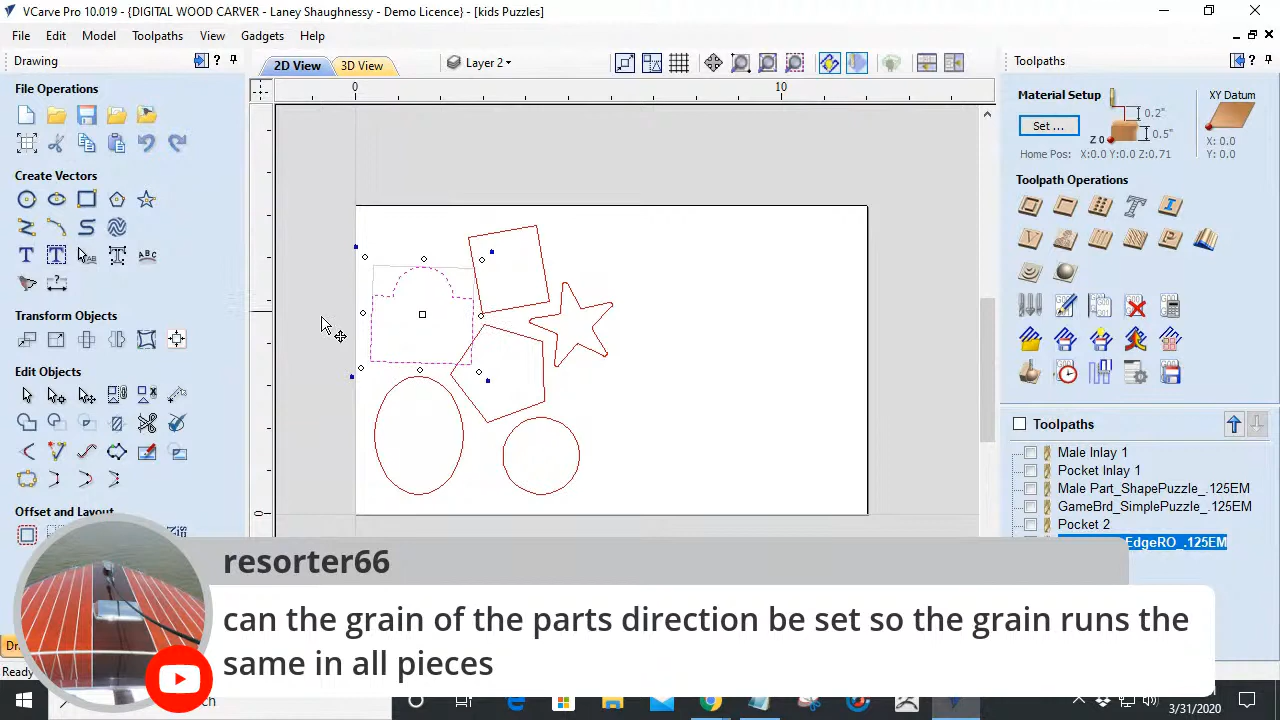 VCarve Pro 10.019 - {DIGITAL WOOD CARVER - Laney Shaughnessy - Demo Licence} - [kids Puzzles]
File Edit Model Toolpaths View Gadgets Help
Drawing
2D View
3D View
Layer 2
Toolpaths
File Operations
Create Vectors
Transform Objects
Edit Objects
Offset and Layout
0
10
0
Material Setup
Set ...
0.2"
0.5"
Z 0
XY Datum
X: 0.0
Y: 0.0
Home Pos: X:0.0 Y:0.0 Z:0.71
Toolpath Operations
Toolpaths
Male Inlay 1
Pocket Inlay 1
Male Part_ShapePuzzle_.125EM
GameBrd_SimplePuzzle_.125EM
Pocket 2
EdgeRO_.125EM
resorter66
can the grain of the parts direction be set so the grain runs the
same in all pieces
3/31/2020